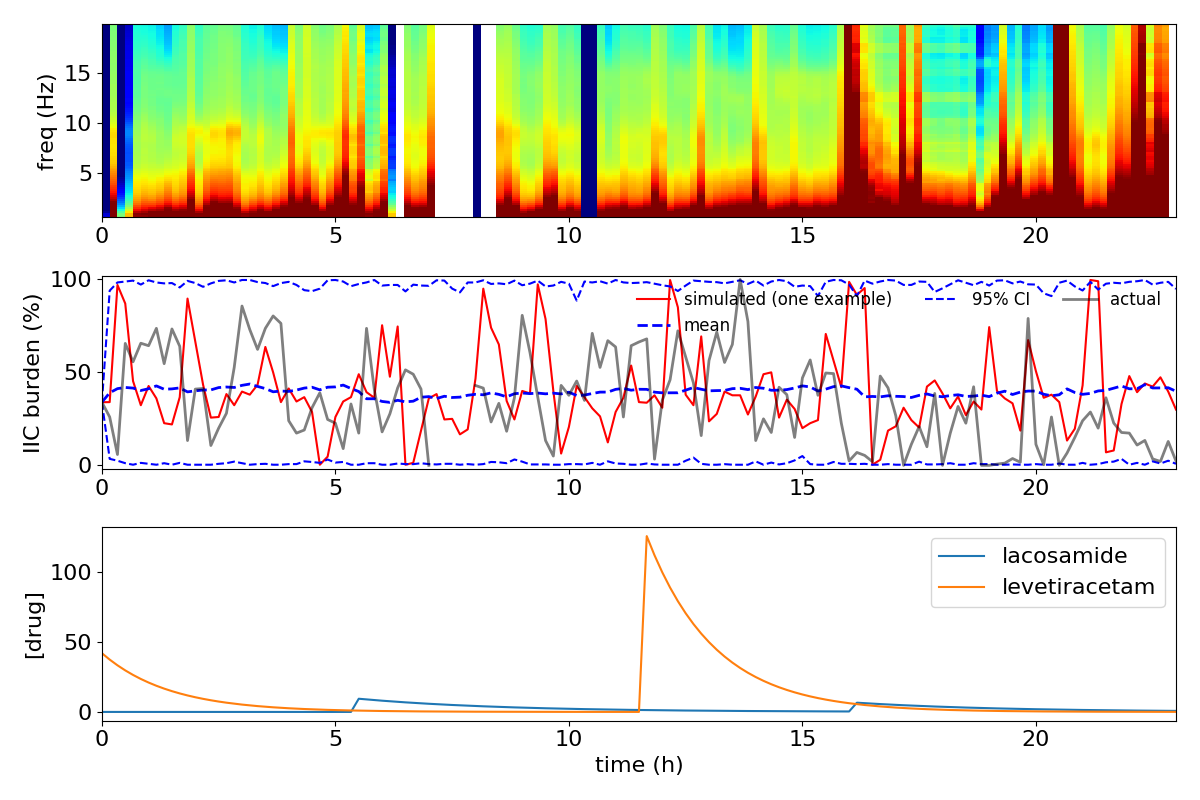 freq (Hz)
15
10
5
0 5 10 15 20
IIC burden (%)
100
50
0
simulated (one example) 95% CI actual
mean
0 5 10 15 20
[drug]
100
50
0
lacosamide
levetiracetam
0 5 10 15 20
time (h)